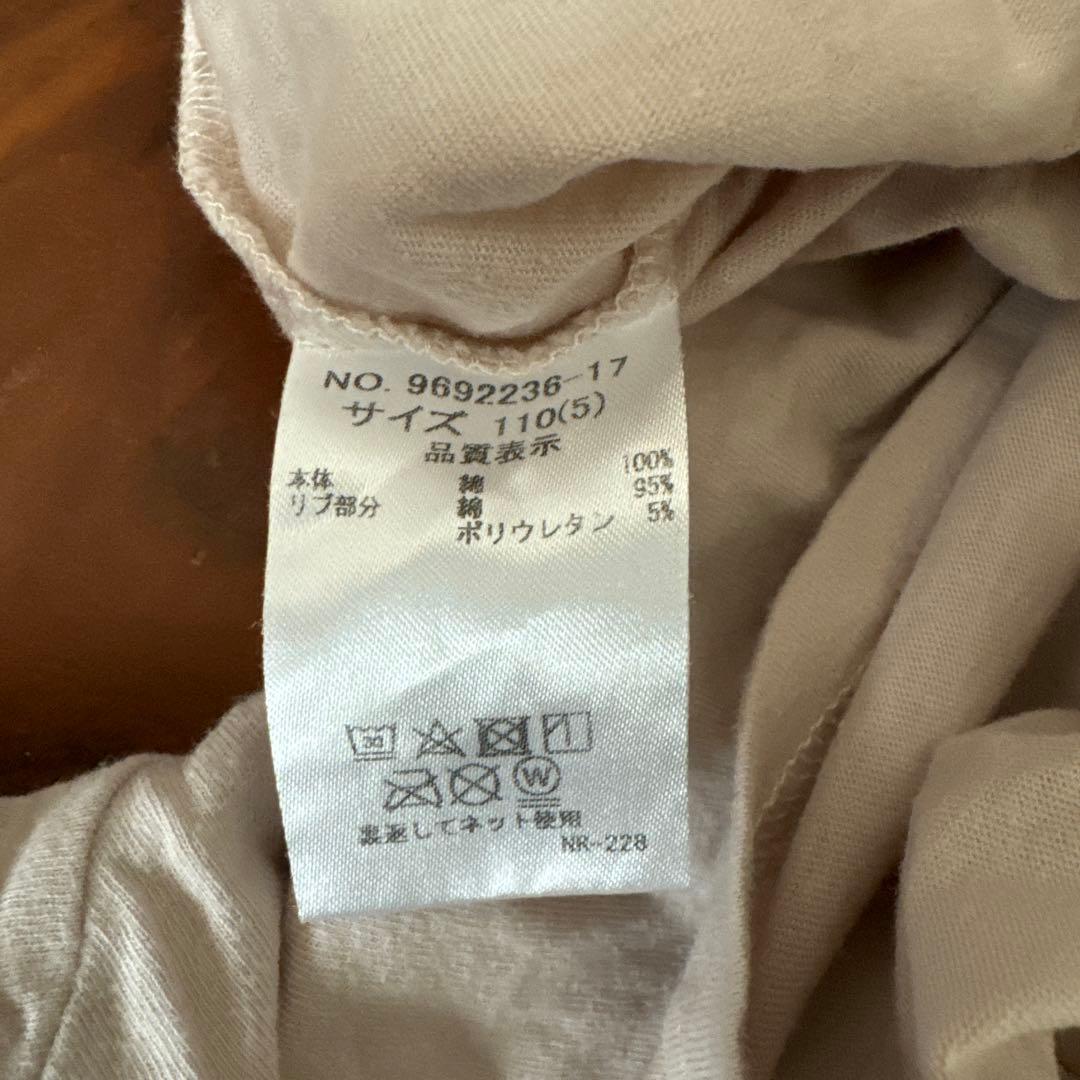 NO. 9692236-17
サイズ 110(5)
品質表示
本体 綿 100%
リブ部分 綿 95%
ポリウレタン 5%
W
裏返してネット使用
NR-228